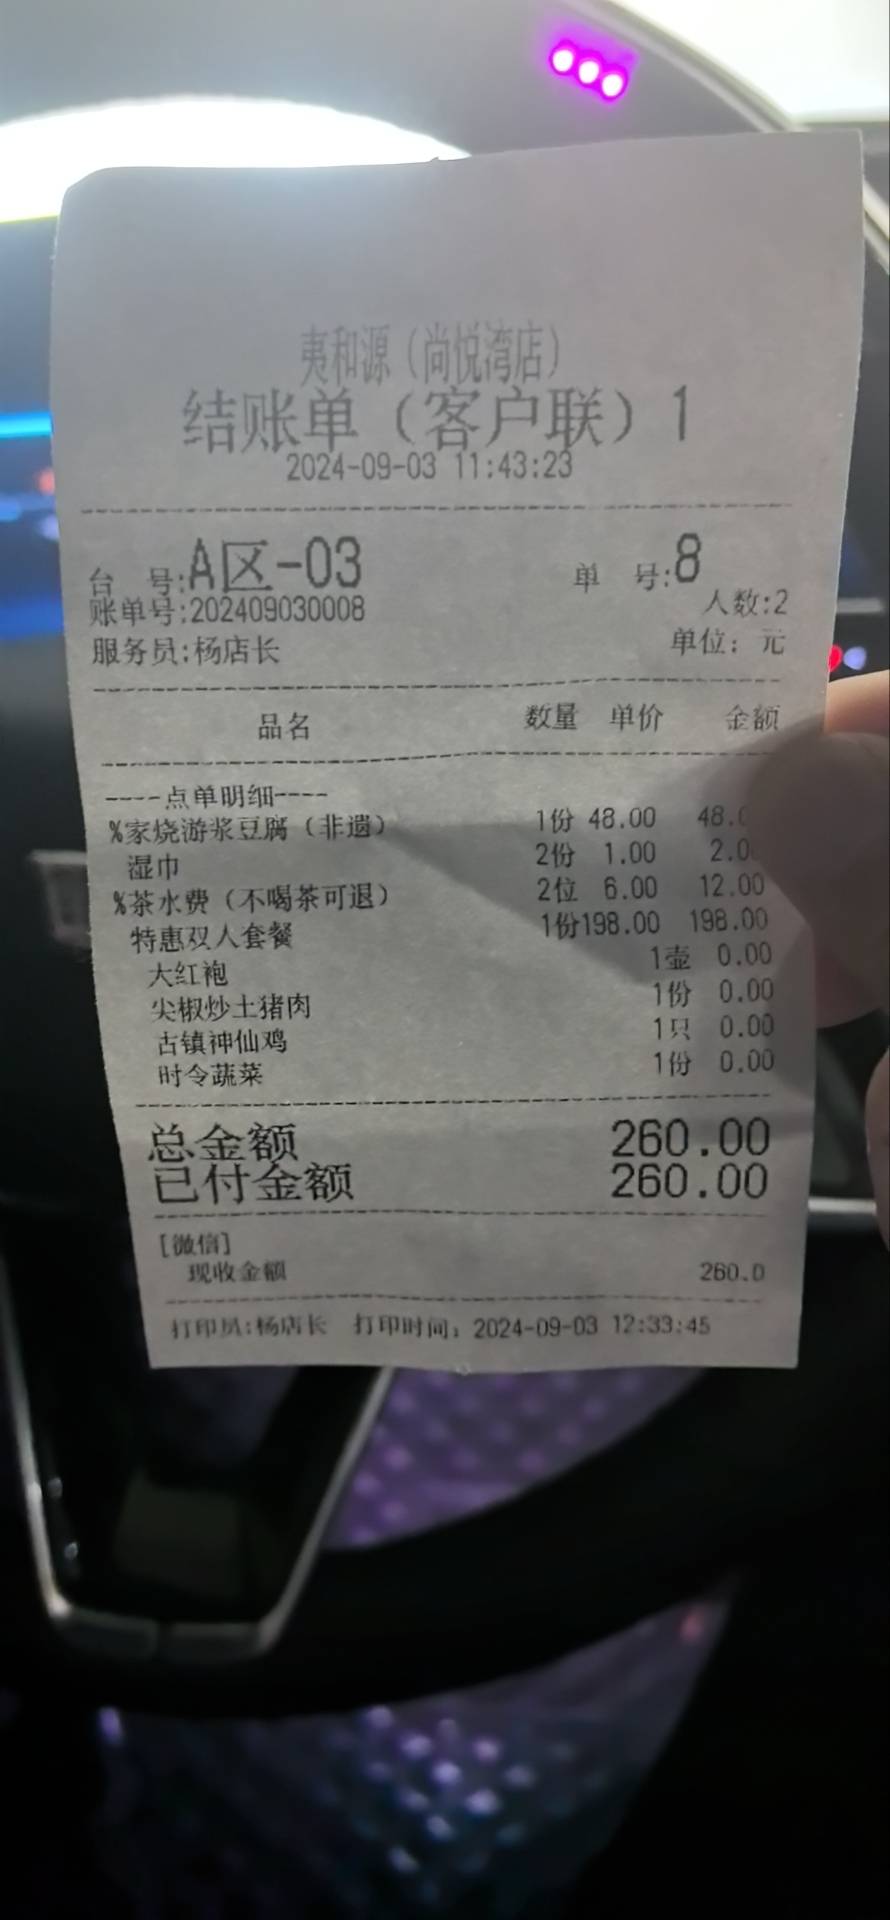 夷和源（尚悦湾店）
结账单（客户联）1
2024-09-03 11:43:23
台 号:A区-03 单 号:8
账单号:202409030008 人数:2
服务员:杨店长 单位：元
品名 数量 单价 金额
----点单明细----
%家烧游浆豆腐（非遗） 1份 48.00 48.0
湿巾 2份 1.00 2.00
%茶水费（不喝茶可退） 2位 6.00 12.00
特惠双人套餐 1份198.00 198.00
大红袍 1壶 0.00
尖椒炒土猪肉 1份 0.00
古镇神仙鸡 1只 0.00
时令蔬菜 1份 0.00
总金额 260.00
已付金额 260.00
[微信]
现收金额 260.0
打印员:杨店长 打印时间：2024-09-03 12:33:45